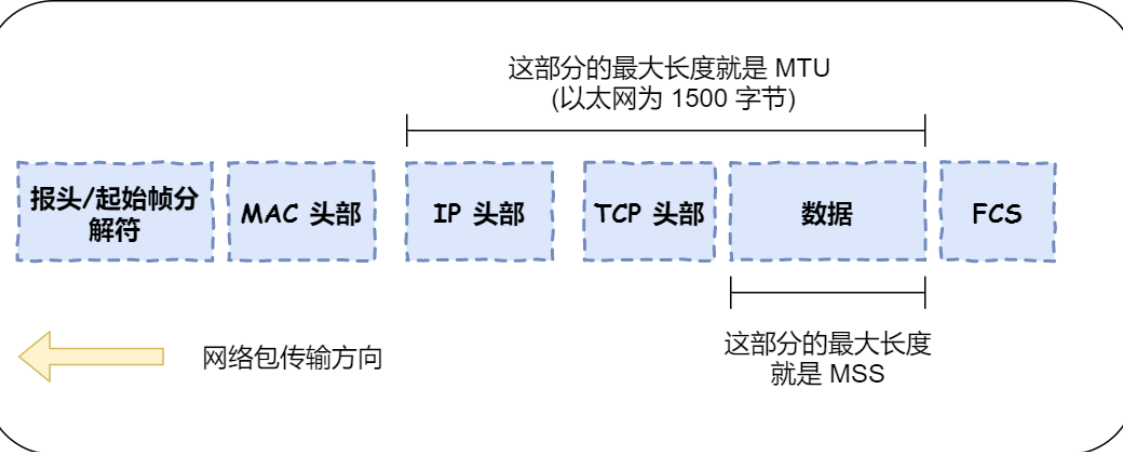 这部分的最大长度就是 MTU
(以太网为 1500 字节)
报头/起始帧分
解符
MAC 头部
IP 头部
TCP 头部
数据
FCS
网络包传输方向
这部分的最大长度
就是 MSS